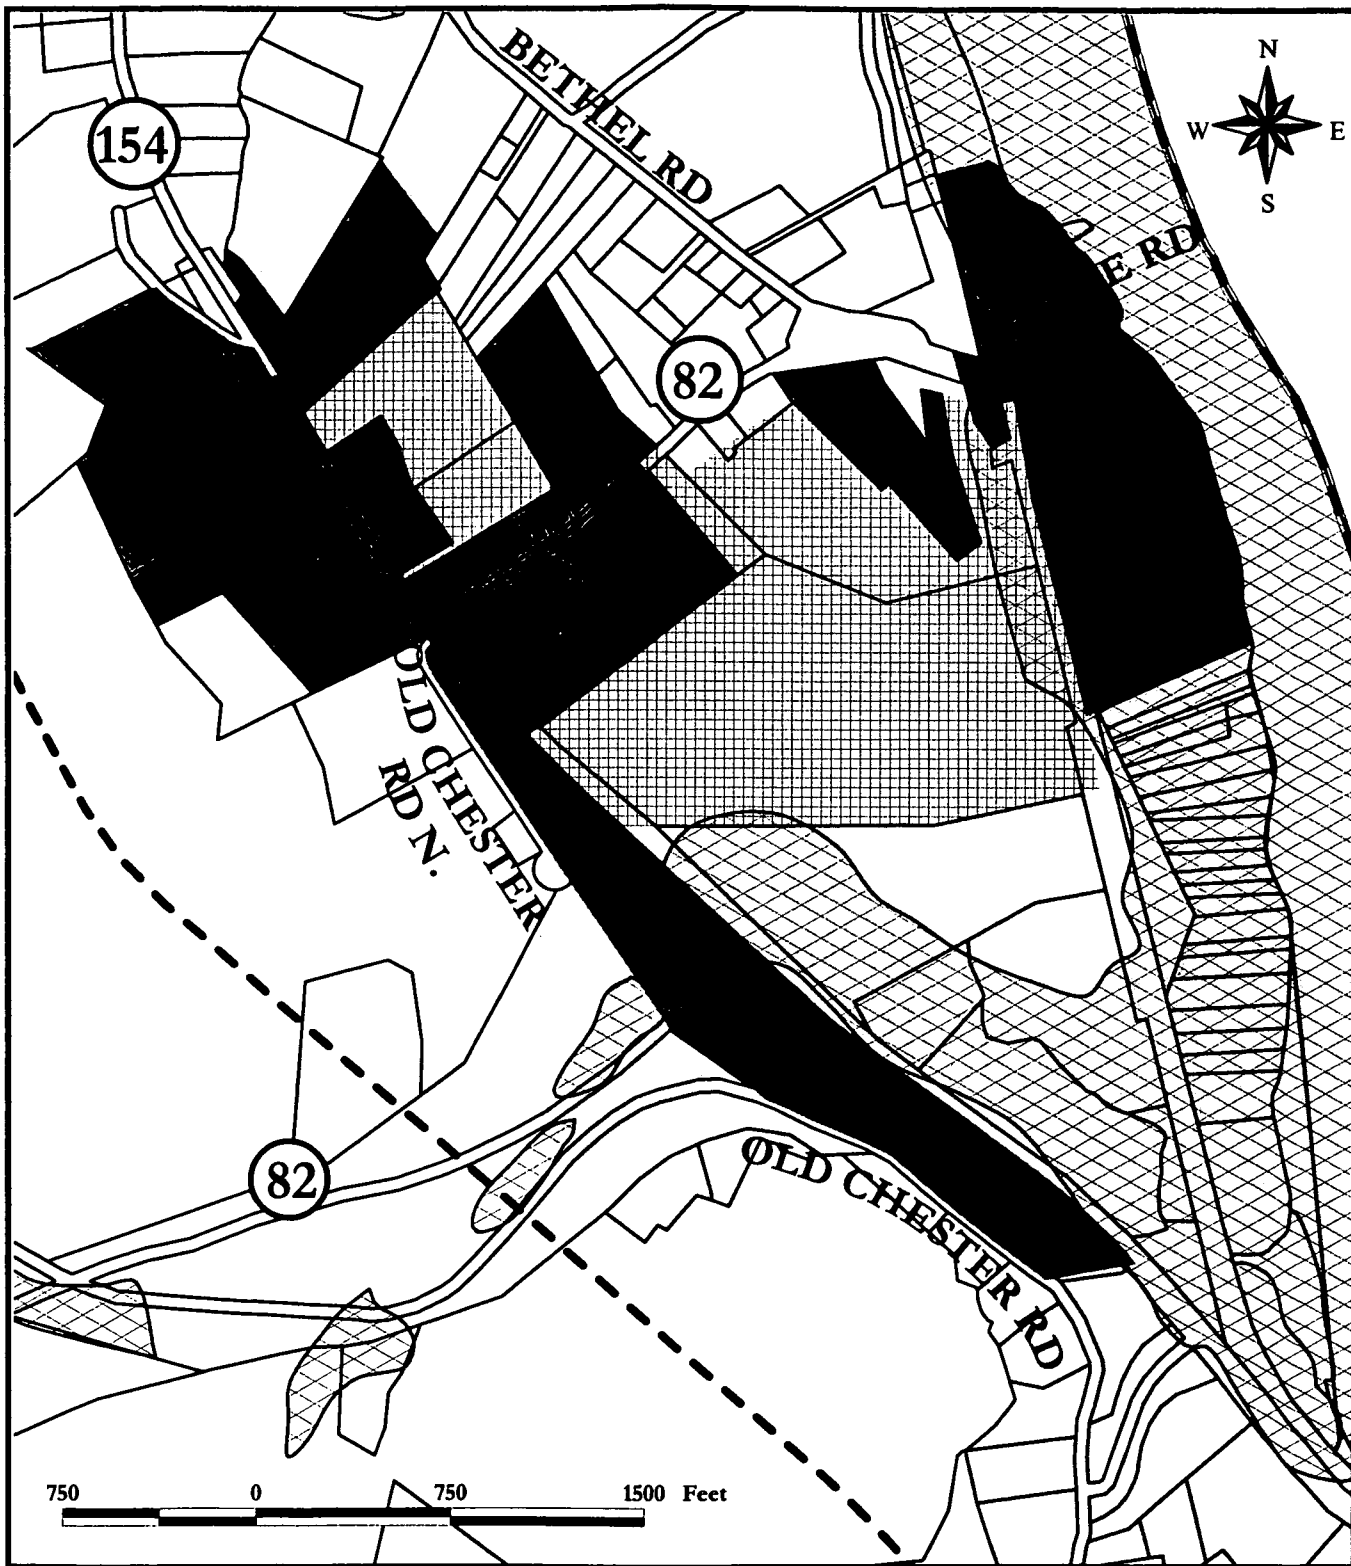 N
BETHEL RD
W E
154
S
E RD
82
OLD CHESTER
RD N.
OLD CHESTER RD
82
750 0 750 1500 Feet